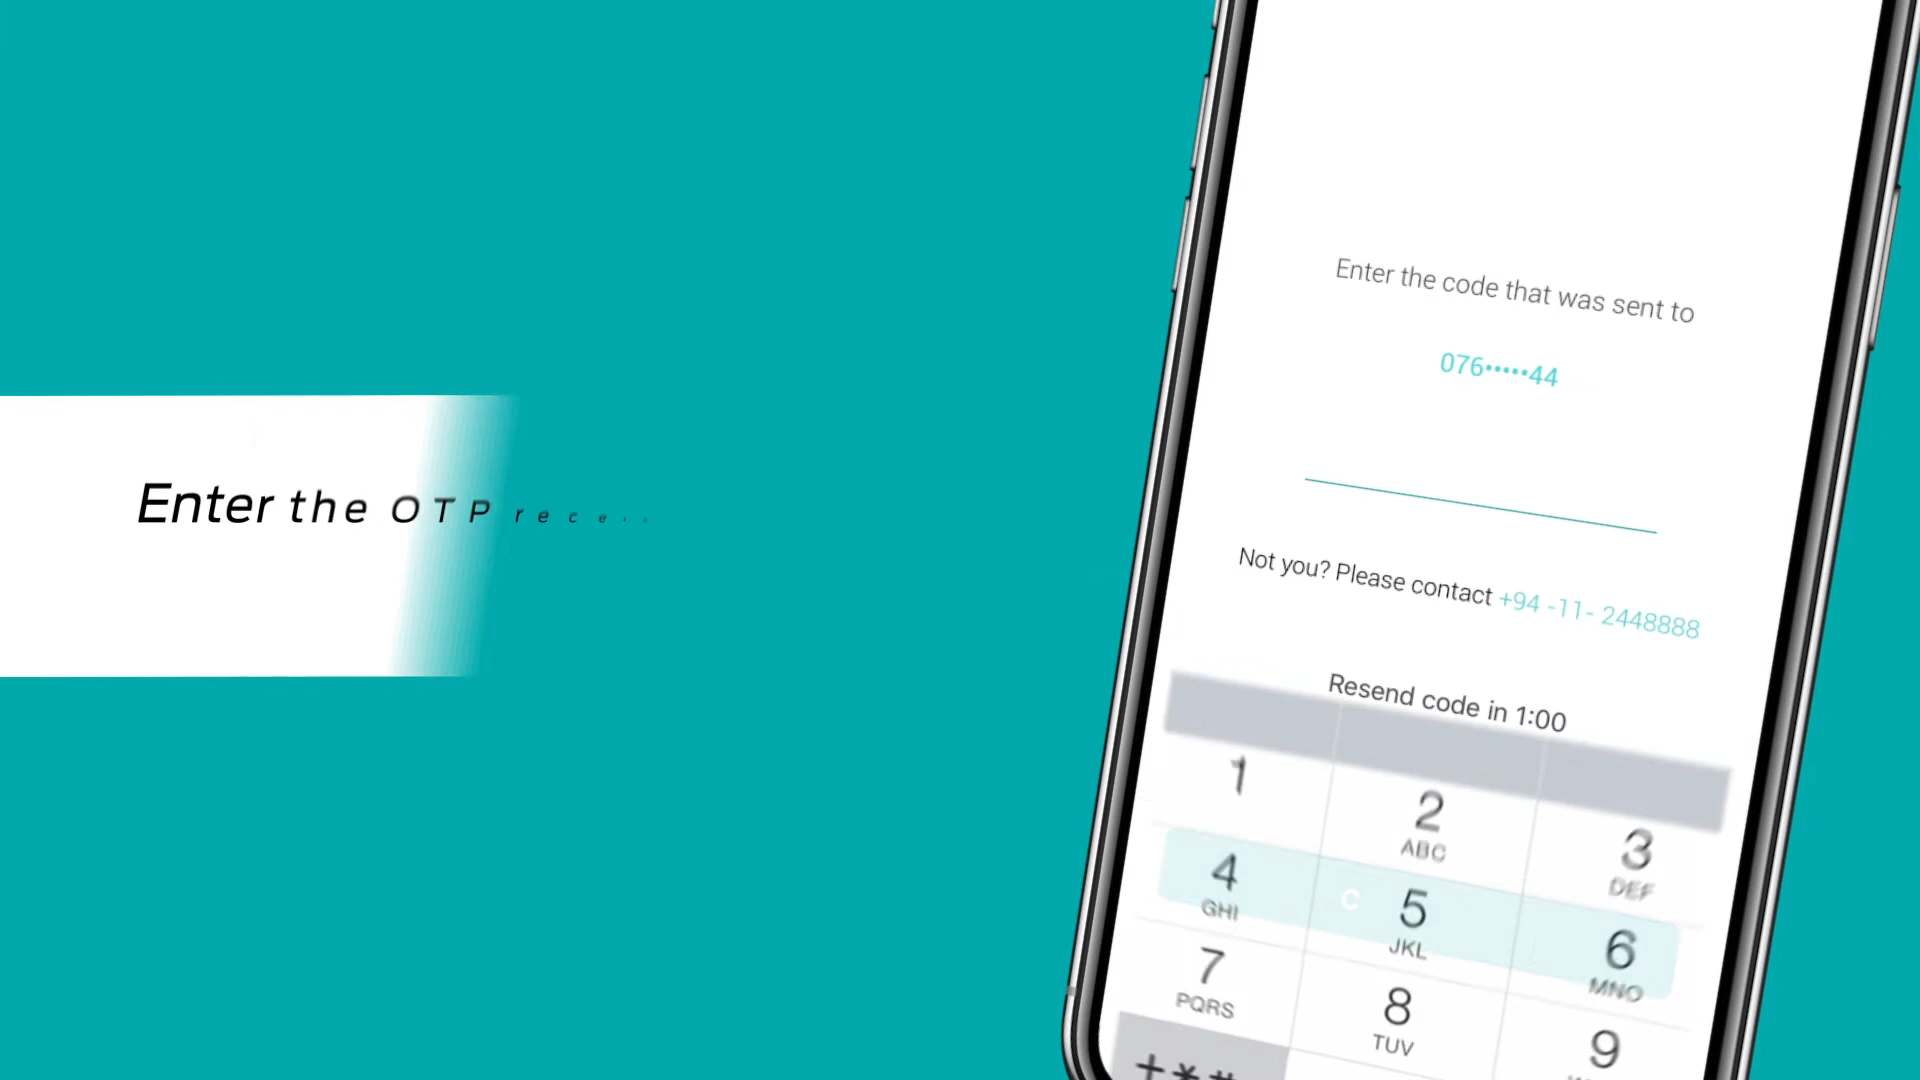 Enter the OTP
Enter the code that was sent to
076•••••44
Not you? Please contact +94 -11- 2448888
Resend code in 1:00
1
2
ABC
3
DEF
4
GHI
C
5
JKL
6
MNO
7
PQRS
8
TUV
9
+*#